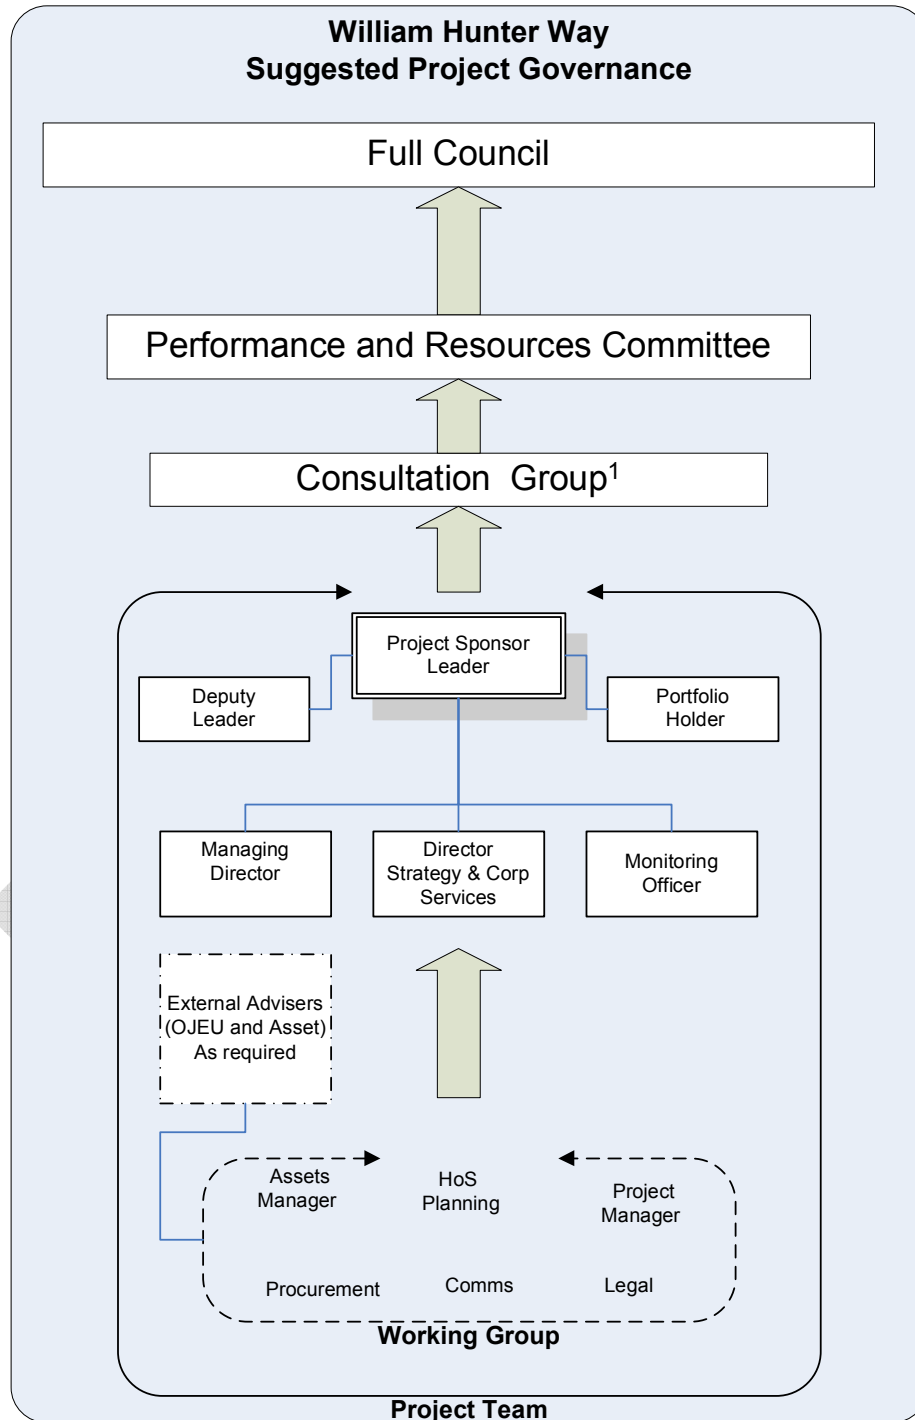 William Hunter Way
Suggested Project Governance
Full Council
Performance and Resources Committee
Consultation Group¹
Project Sponsor
Leader
Deputy
Leader
Portfolio
Holder
Managing
Director
Director
Strategy & Corp
Services
Monitoring
Officer
External Advisers
(OJEU and Asset)
As required
Assets
Manager
HoS
Planning
Project
Manager
Procurement
Comms
Legal
Working Group
Project Team